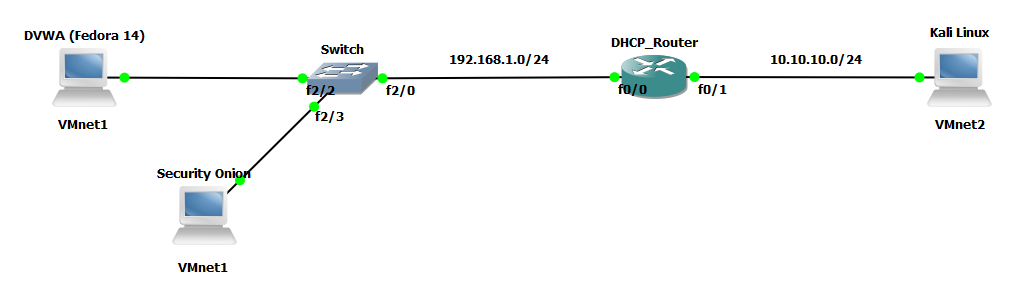 Kali Linux
DVWA (Fedora 14)
Switch
DHCP_Router
192.168.1.0/24
10.10.10.0/24
f2/2
f2/0
f0/0
f0/1
f2/3
VMnet1
VMnet2
Security Onion
VMnet1